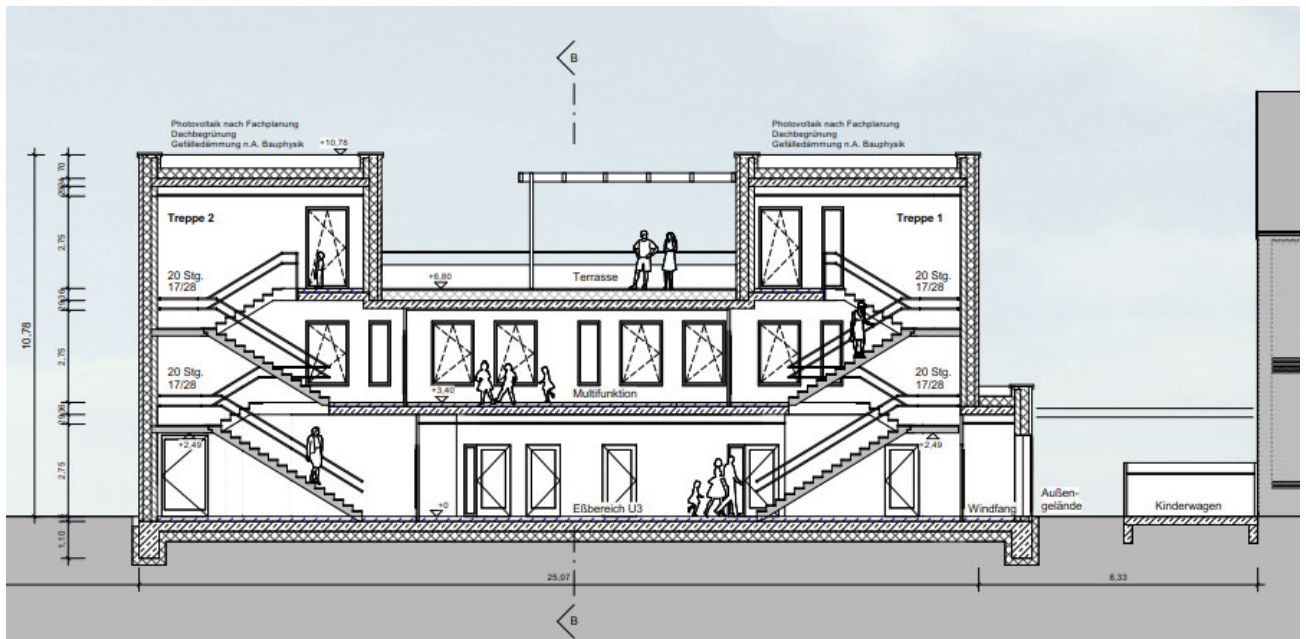 B
Photovoltaik nach Fachplanung
Dachbegrünung
Gefälledämmung n.A. Bauphysik
+10,78
Photovoltaik nach Fachplanung
Dachbegrünung
Gefälledämmung n.A. Bauphysik
70
Treppe 2
Treppe 1
2,75
20 Stg.
17/28
+6,80
Terrasse
20 Stg.
17/28
10,78
2,75
20 Stg.
17/28
+3,40
Multifunktion
20 Stg.
17/28
+2,49
+2,49
2,75
+0
Eßbereich U3
Windfang
Außen-
gelände
Kinderwagen
1,10
25,07
8,33
B